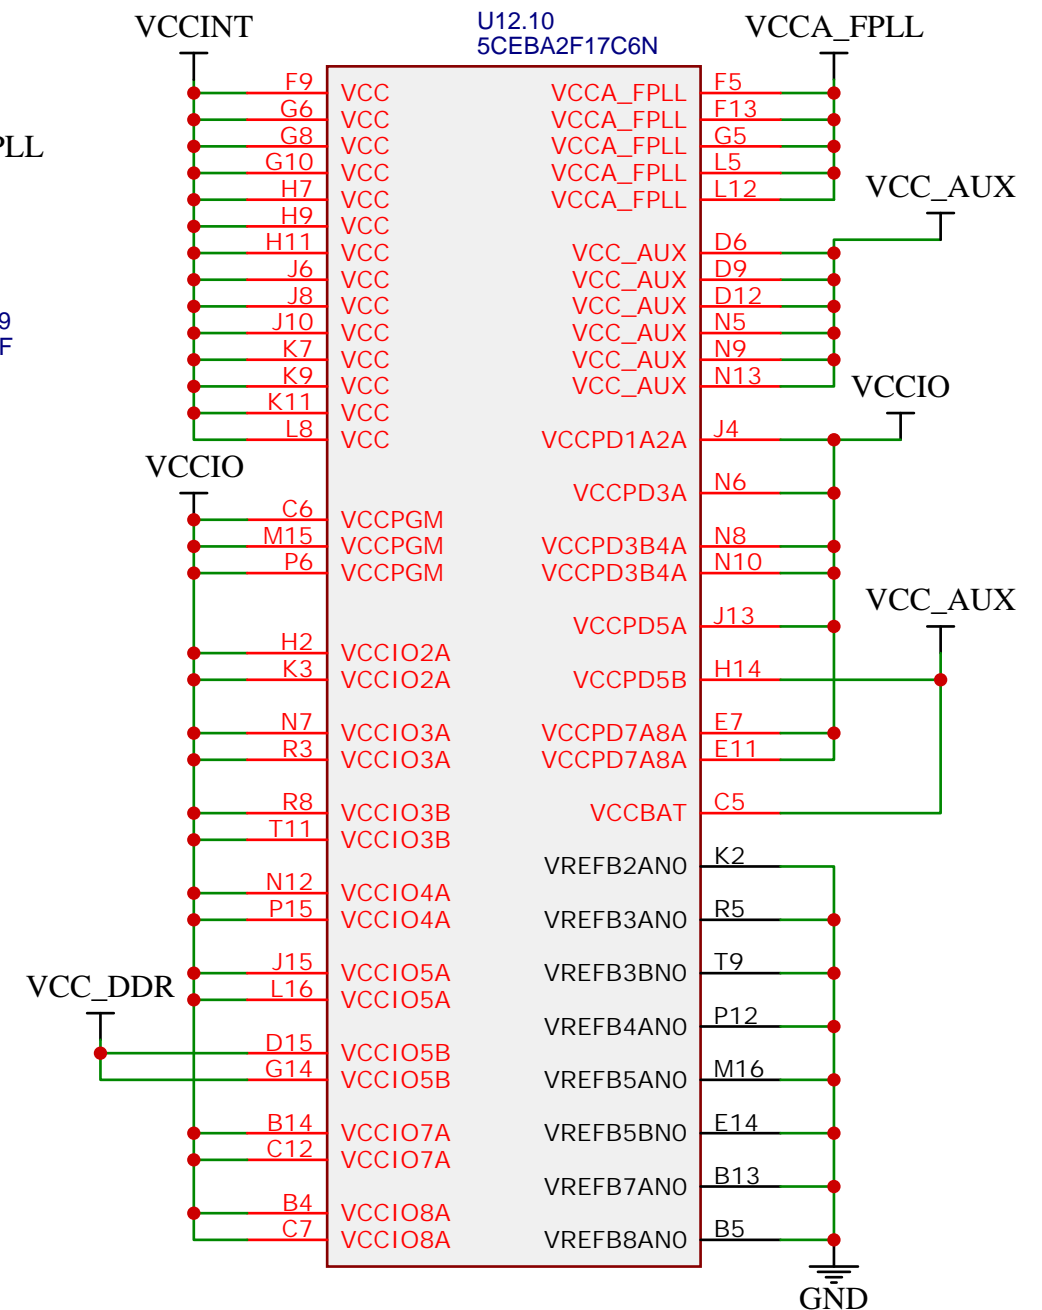 VCCINT
U12.10
5CEBA2F17C6N
VCCA_FPLL
F9 VCC VCCA_FPLL F5
G6 VCC VCCA_FPLL F13
G8 VCC VCCA_FPLL G5
PLL
G10 VCC VCCA_FPLL L5
H7 VCC VCCA_FPLL L12
VCC_AUX
H9 VCC
H11 VCC VCC_AUX D6
J6 VCC VCC_AUX D9
J8 VCC VCC_AUX D12
9
J10 VCC VCC_AUX N5
F
K7 VCC VCC_AUX N9
K9 VCC VCC_AUX N13
VCCIO
K11 VCC
L8 VCC VCCPD1A2A J4
VCCIO
VCCPD3A N6
C6 VCCPGM
M15 VCCPGM VCCPD3B4A N8
P6 VCCPGM VCCPD3B4A N10
VCC_AUX
VCCPD5A J13
H2 VCCIO2A
K3 VCCIO2A VCCPD5B H14
N7 VCCIO3A VCCPD7A8A E7
R3 VCCIO3A VCCPD7A8A E11
R8 VCCIO3B VCCBAT C5
T11 VCCIO3B
VREFB2AN0 K2
N12 VCCIO4A
P15 VCCIO4A VREFB3AN0 R5
J15 VCCIO5A VREFB3BN0 T9
VCC_DDR
L16 VCCIO5A
VREFB4AN0 P12
D15 VCCIO5B
G14 VCCIO5B VREFB5AN0 M16
B14 VCCIO7A VREFB5BN0 E14
C12 VCCIO7A
VREFB7AN0 B13
B4 VCCIO8A
C7 VCCIO8A VREFB8AN0 B5
GND